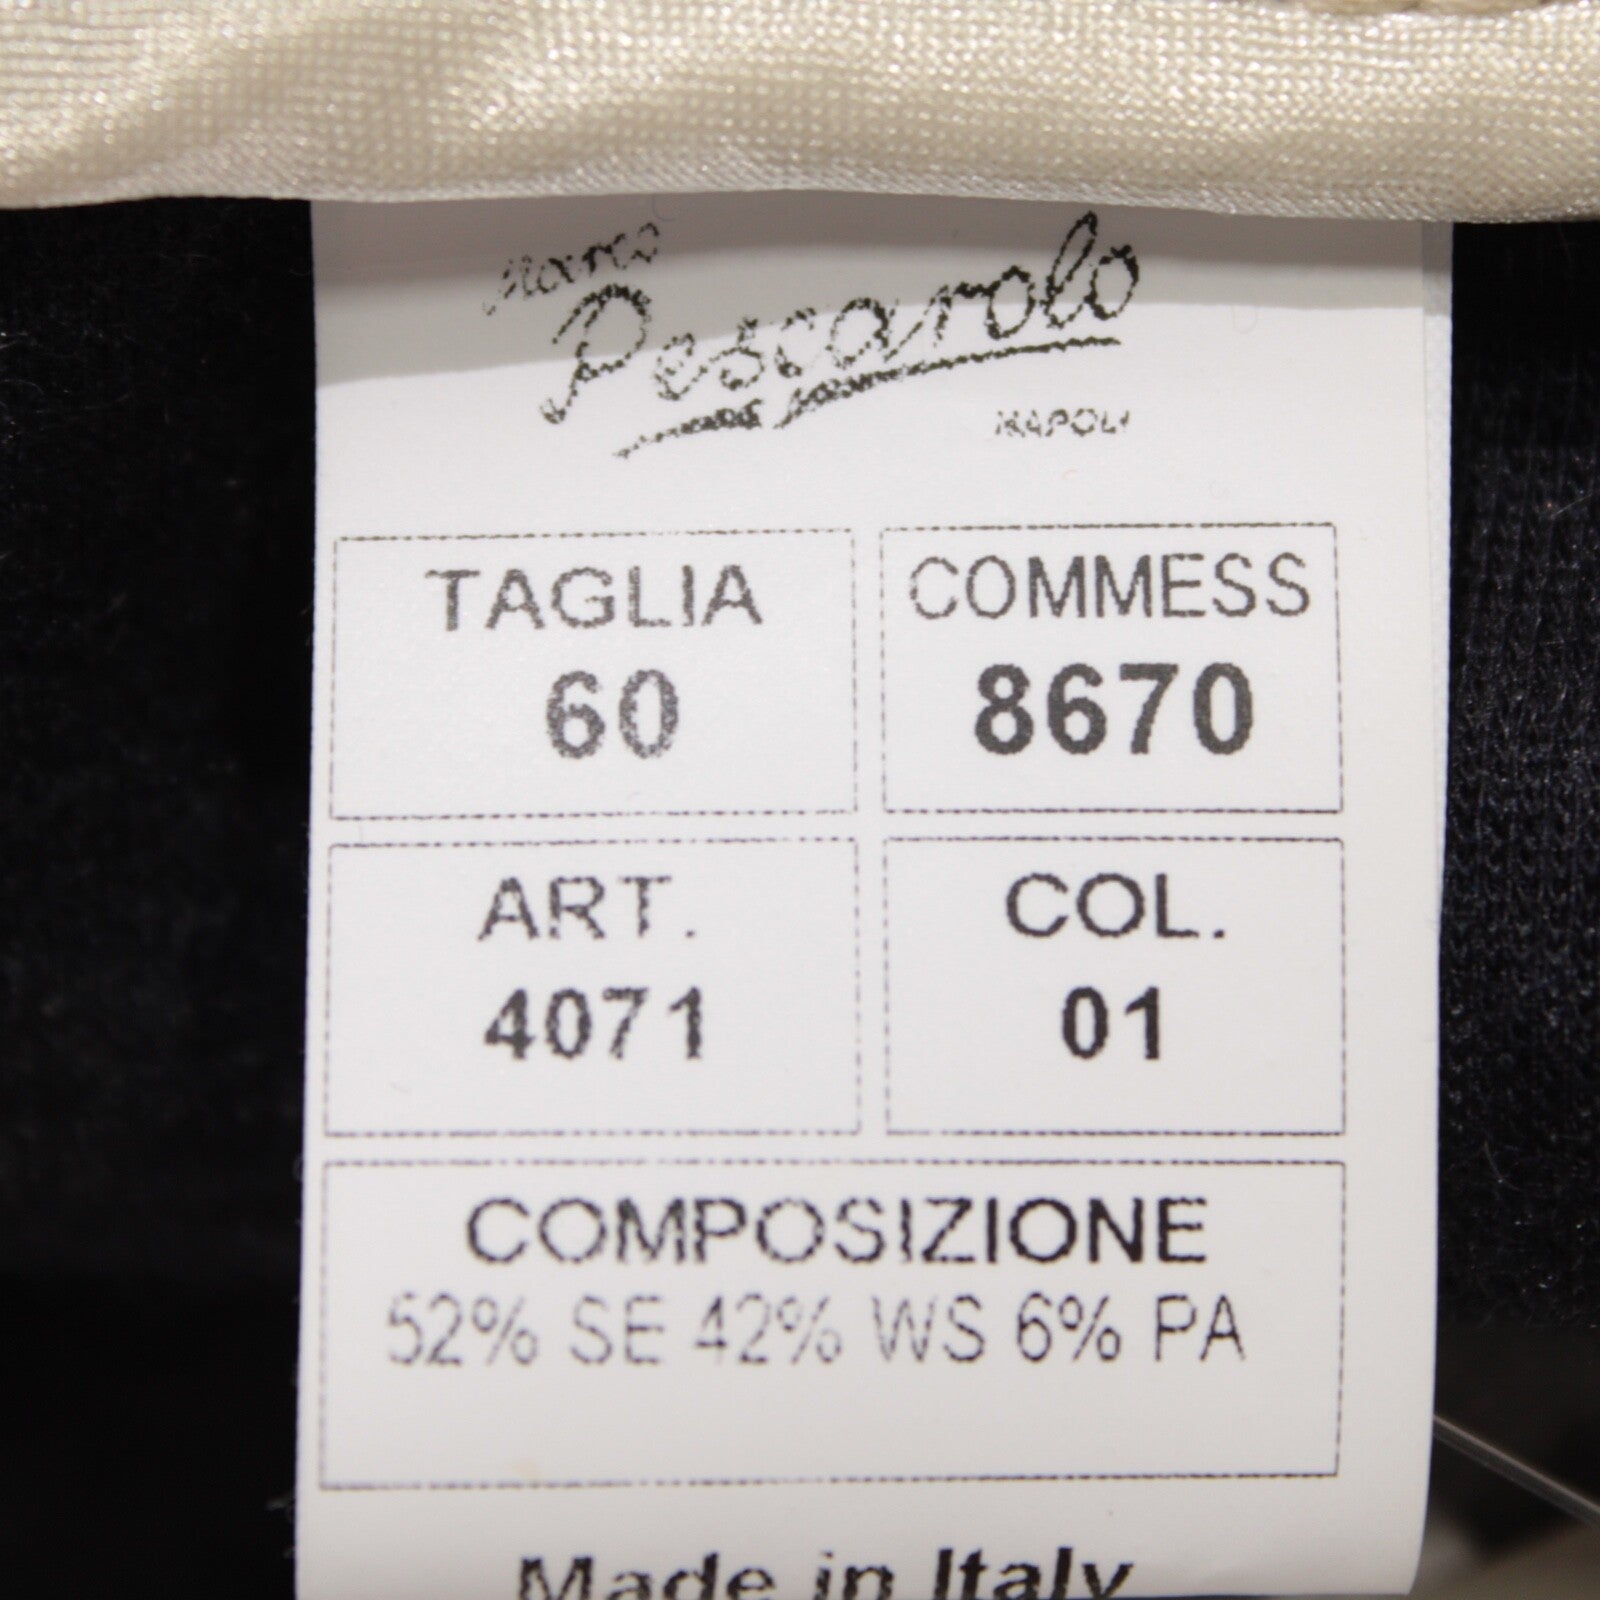 Marco
Pescarolo
NAPOLI
TAGLIA
60
COMMESS
8670
ART.
4071
COL.
01
COMPOSIZIONE
52% SE 42% WS 6% PA
Made in Italy